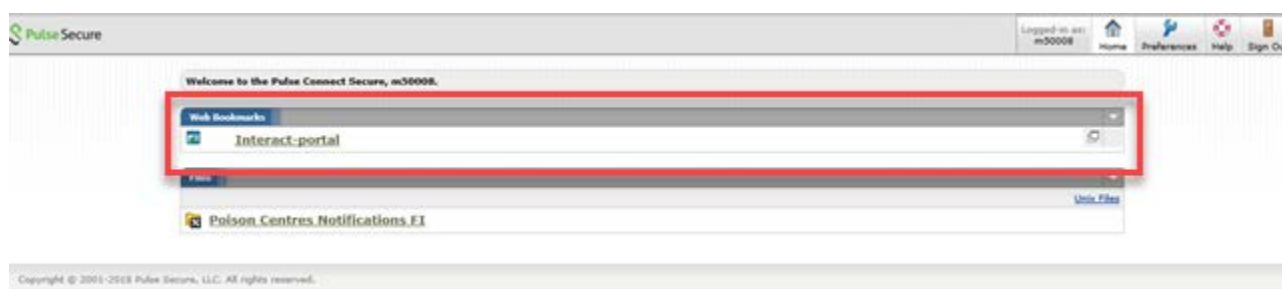 Pulse Secure
Logged-in as:
m50008
Home
Preferences
Help
Sign Ou
Welcome to the Pulse Connect Secure, m50008.
Web Bookmarks
Interact-portal
Files
Unix Files
Poison Centres Notifications FI
Copyright © 2001-2018 Pulse Secure, LLC. All rights reserved.